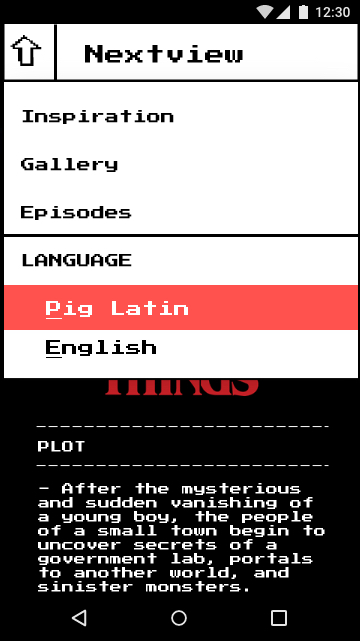 12:30
Nextview
Inspiration
Gallery
Episodes
LANGUAGE
Pig Latin
English
THINGS
PLOT
- After the mysterious
and sudden vanishing of
a young boy, the people
of a small town begin to
uncover secrets of a
government lab, portals
to another world, and
sinister monsters.